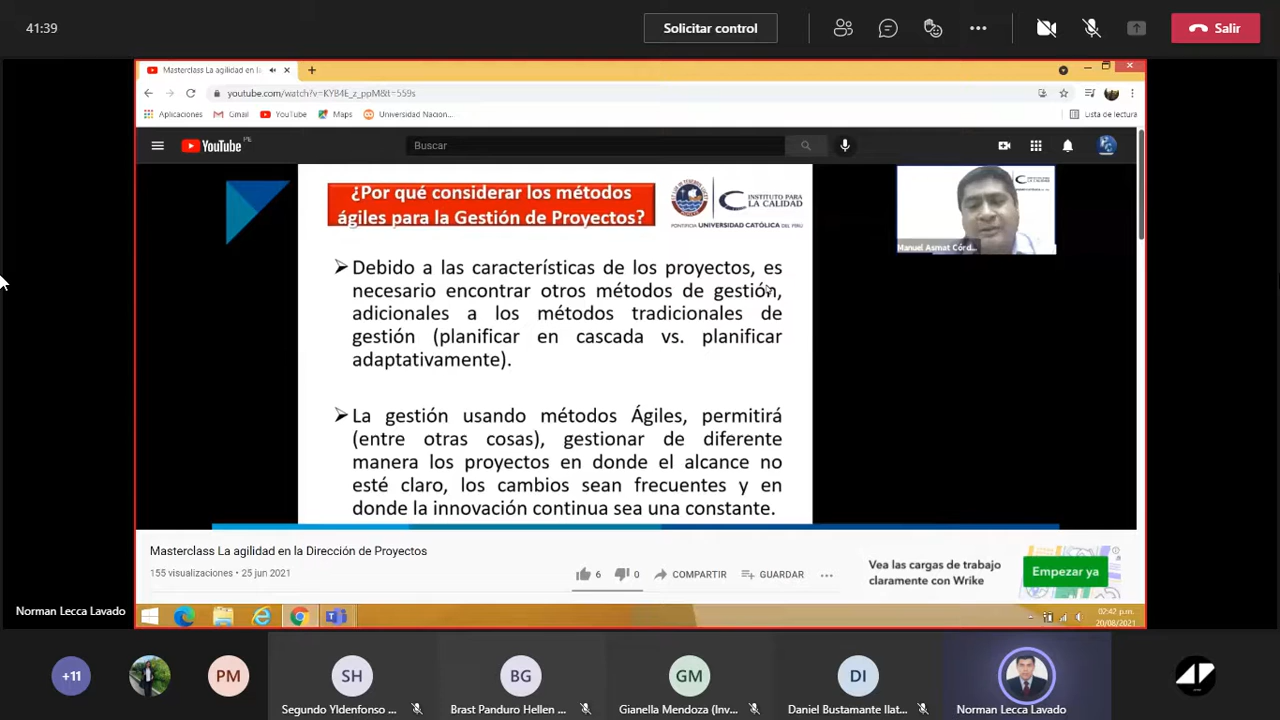 41:39
Solicitar control
Salir
Masterclass La agilidad en la
youtube.com/watch?v=KYB4E_z_ppM&t=559s
Aplicaciones
Gmail
YouTube
Maps
Universidad Nacion...
Lista de lectura
YouTube PE
Buscar
¿Por qué considerar los métodos
ágiles para la Gestión de Proyectos?
INSTITUTO PARA
LA CALIDAD
PONTIFICIA UNIVERSIDAD CATÓLICA DEL PERÚ
Manuel Asmat Córd...
Debido a las características de los proyectos, es
necesario encontrar otros métodos de gestión,
adicionales a los métodos tradicionales de
gestión (planificar en cascada vs. planificar
adaptativamente).
La gestión usando métodos Ágiles, permitirá
(entre otras cosas), gestionar de diferente
manera los proyectos en donde el alcance no
esté claro, los cambios sean frecuentes y en
donde la innovación continua sea una constante.
Masterclass La agilidad en la Dirección de Proyectos
155 visualizaciones • 25 jun 2021
6
0
COMPARTIR
GUARDAR
Vea las cargas de trabajo
claramente con Wrike
Empezar ya
Norman Lecca Lavado
02:42 p.m.
20/08/2021
+11
PM
SH
BG
GM
DI
Segundo Yldenfonso ...
Brast Panduro Hellen ...
Gianella Mendoza (Inv...
Daniel Bustamante Ilat...
Norman Lecca Lavado